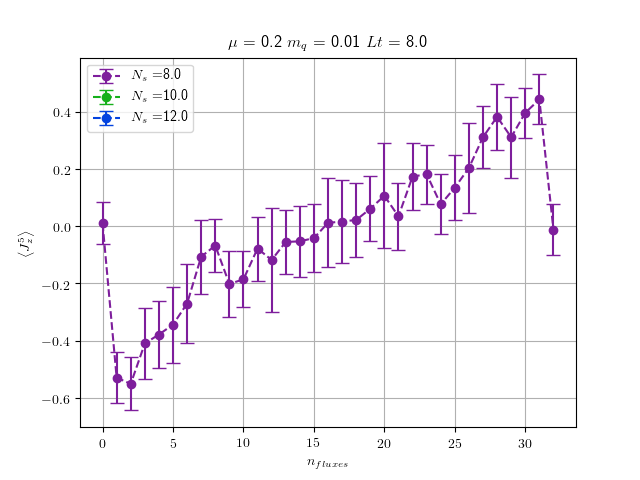 μ = 0.2 m_q = 0.01 Lt = 8.0
N_s =8.0
N_s =10.0
N_s =12.0
⟨J_z^5⟩
0.4
0.2
0.0
−0.2
−0.4
−0.6
0 5 10 15 20 25 30
n_{fluxes}